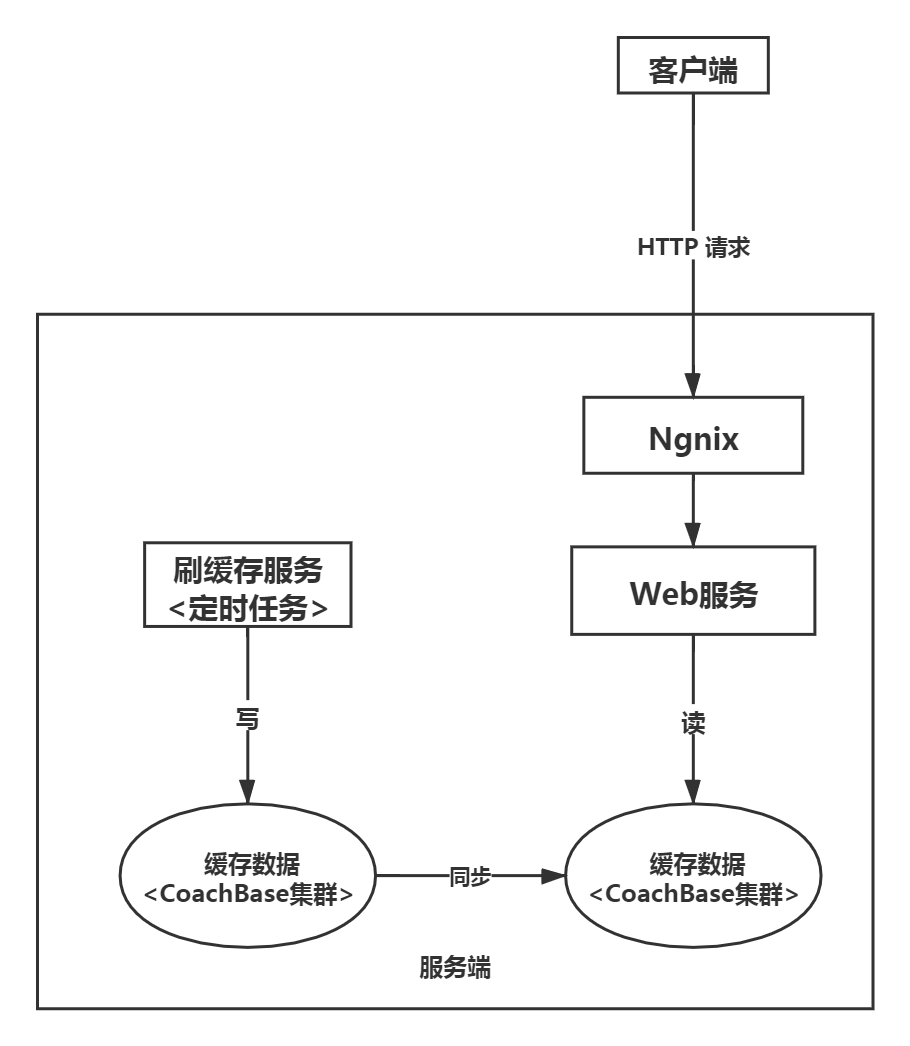 客户端
HTTP 请求
Ngnix
刷缓存服务
<定时任务>
Web服务
写
读
缓存数据
<CoachBase集群>
同步
缓存数据
<CoachBase集群>
服务端